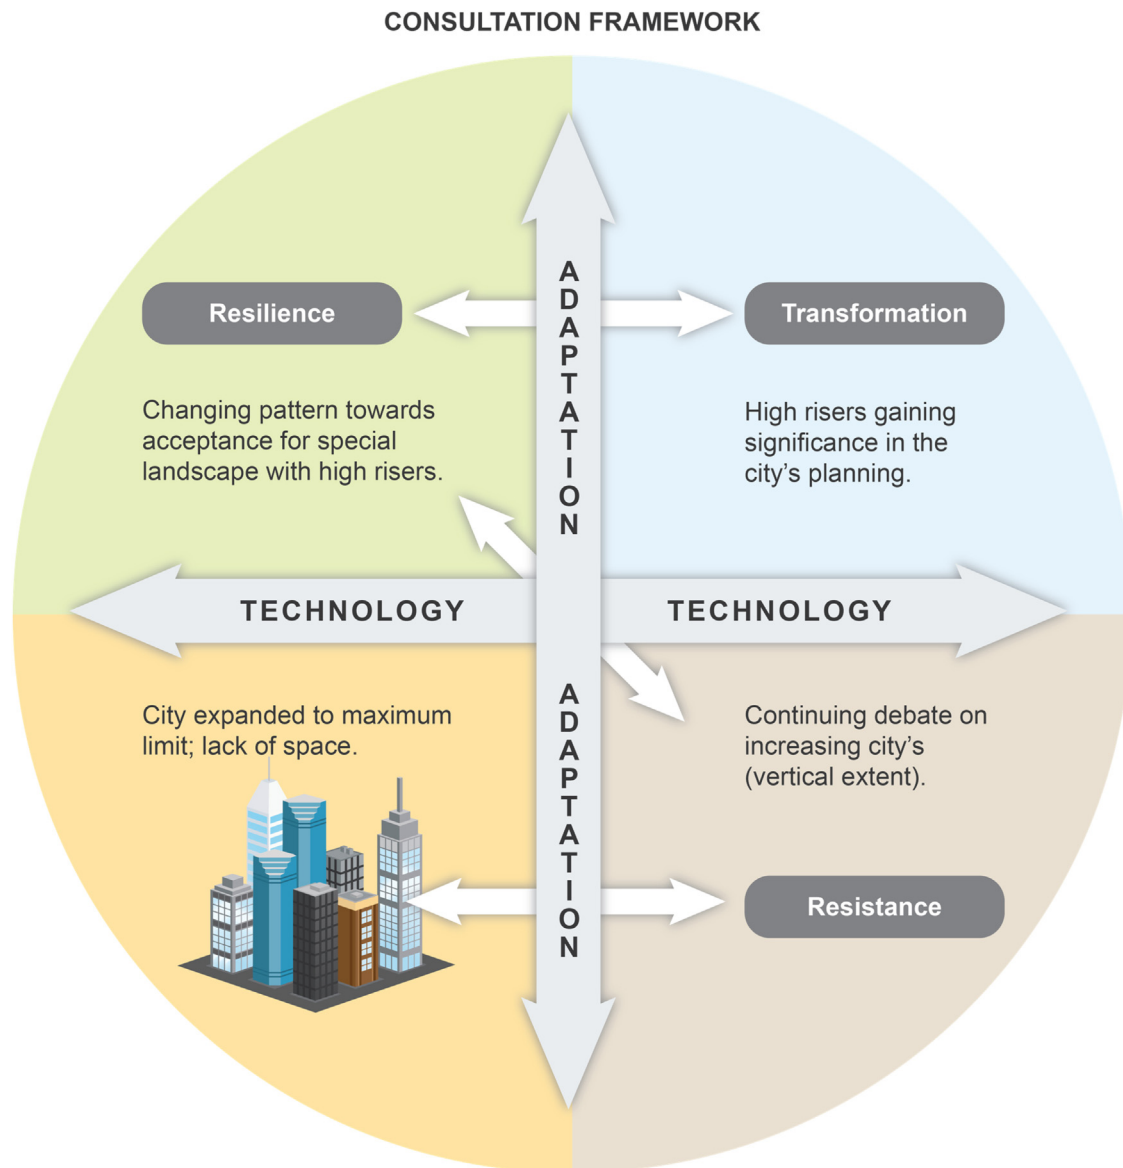 CONSULTATION FRAMEWORK
ADAPTATION
Resilience
Transformation
Changing pattern towards
acceptance for special
landscape with high risers.
High risers gaining
significance in the
city’s planning.
TECHNOLOGY
TECHNOLOGY
ADAPTATION
City expanded to maximum
limit; lack of space.
Continuing debate on
increasing city’s
(vertical extent).
Resistance